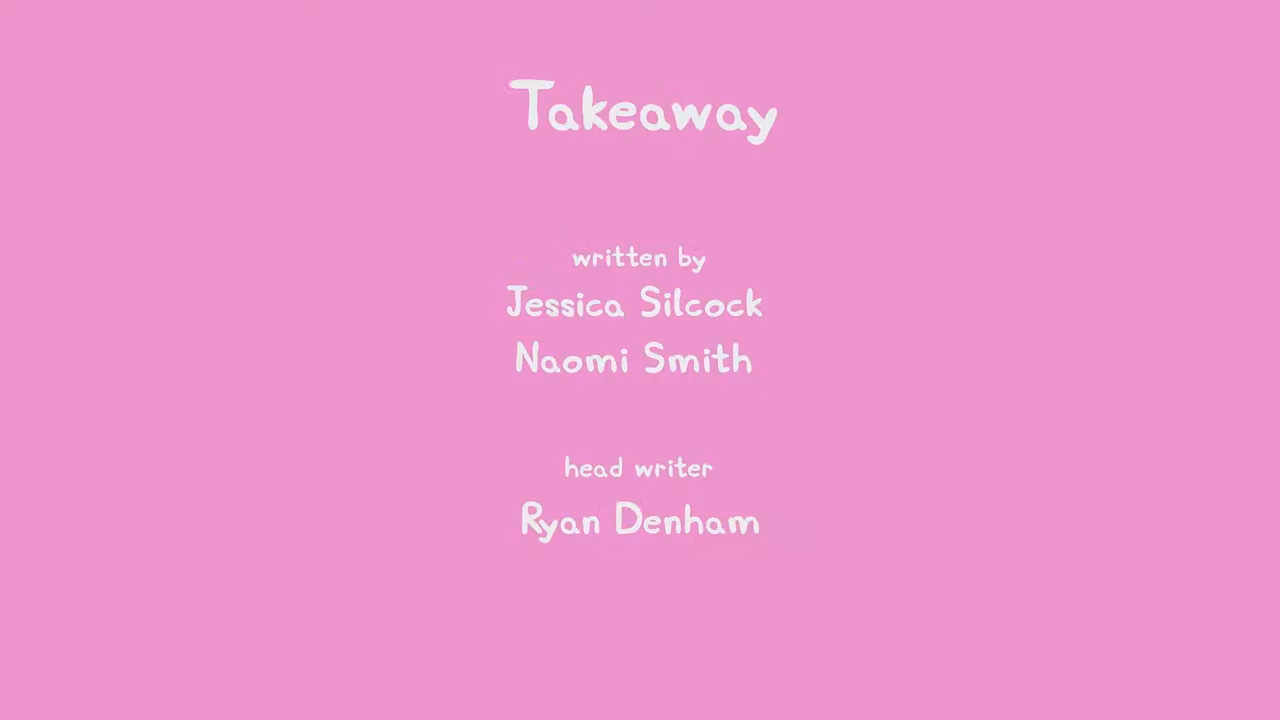 Takeaway
written by
Jessica Silcock
Naomi Smith
head writer
Ryan Denham